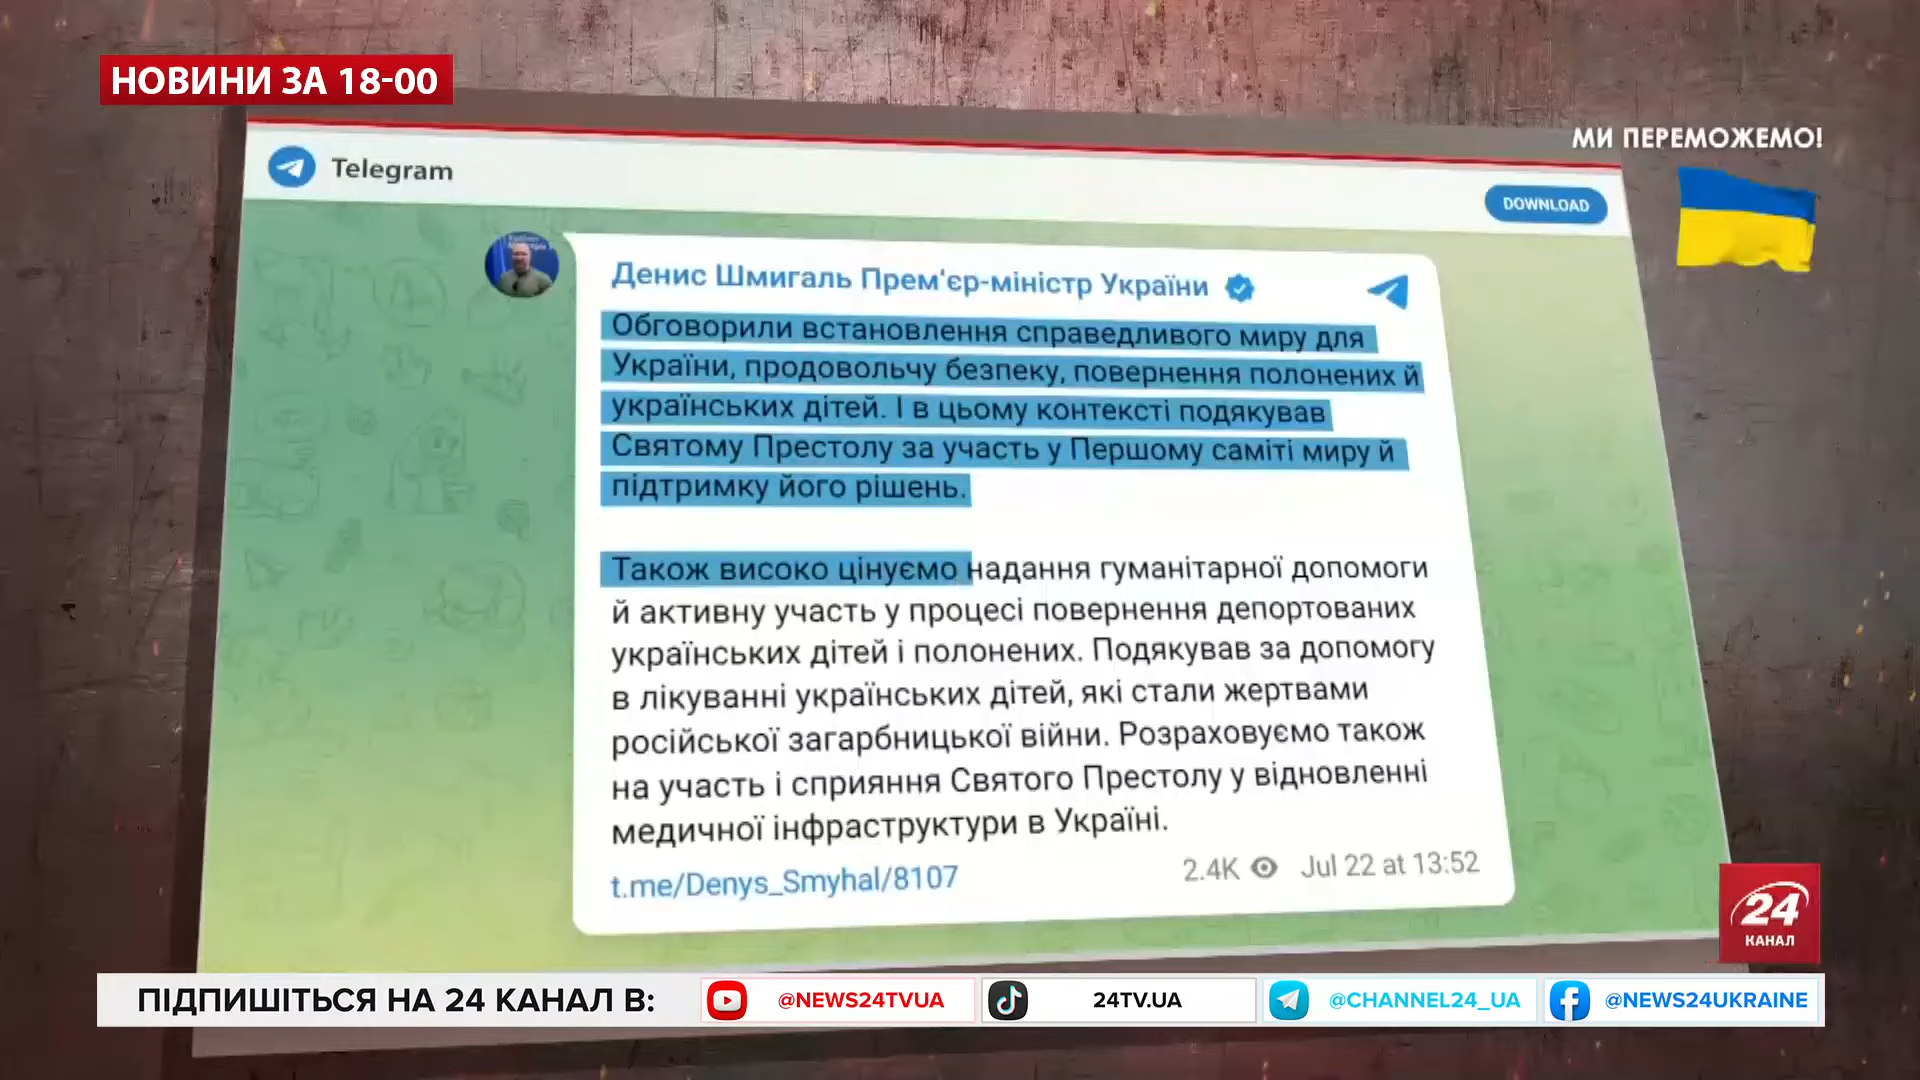 НОВИНИ ЗА 18-00
МИ ПЕРЕМОЖЕМО!
Telegram
DOWNLOAD
Денис Шмигаль Прем'єр-міністр України
Обговорили встановлення справедливого миру для
України, продовольчу безпеку, повернення полонених й
українських дітей. І в цьому контексті подякував
Святому Престолу за участь у Першому саміті миру й
підтримку його рішень.
Також високо цінуємо надання гуманітарної допомоги
й активну участь у процесі повернення депортованих
українських дітей і полонених. Подякував за допомогу
в лікуванні українських дітей, які стали жертвами
російської загарбницької війни. Розраховуємо також
на участь і сприяння Святого Престолу у відновленні
медичної інфраструктури в Україні.
t.me/Denys_Smyhal/8107
2.4K Jul 22 at 13:52
24
КАНАЛ
ПІДПИШІТЬСЯ НА 24 КАНАЛ В:
@NEWS24TVUA
24TV.UA
@CHANNEL24_UA
@NEWS24UKRAINE